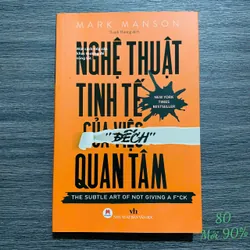 MARK MANSON
NGHỆ THUẬT
TINH TẾ
NEW YORK
TIMES
BESTSELLER
CỦA VIỆC
"ĐẾCH"
QUAN TÂM
THE SUBTLE ART OF NOT GIVING A F*CK
80
Mới 90%